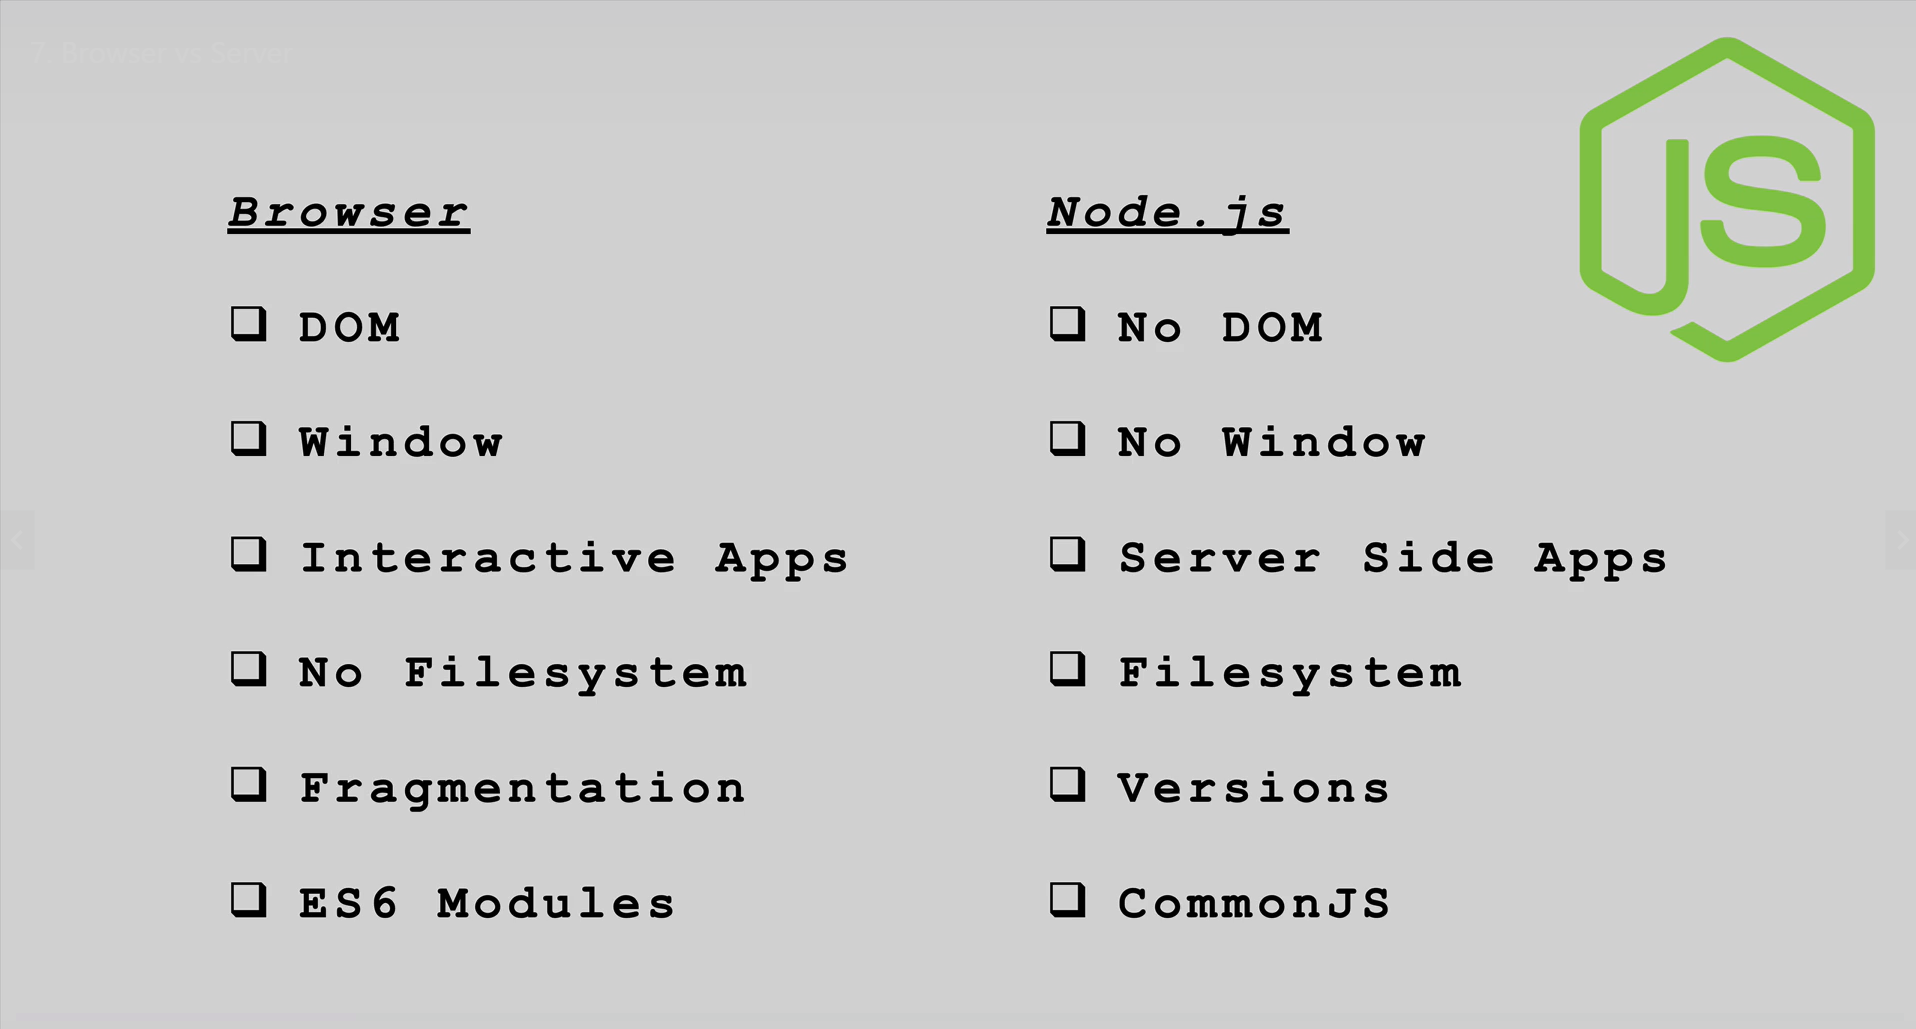 7. Browser vs Server
JS
Browser
❑ DOM
❑ Window
❑ Interactive Apps
❑ No Filesystem
❑ Fragmentation
❑ ES6 Modules
Node.js
❑ No DOM
❑ No Window
❑ Server Side Apps
❑ Filesystem
❑ Versions
❑ CommonJS